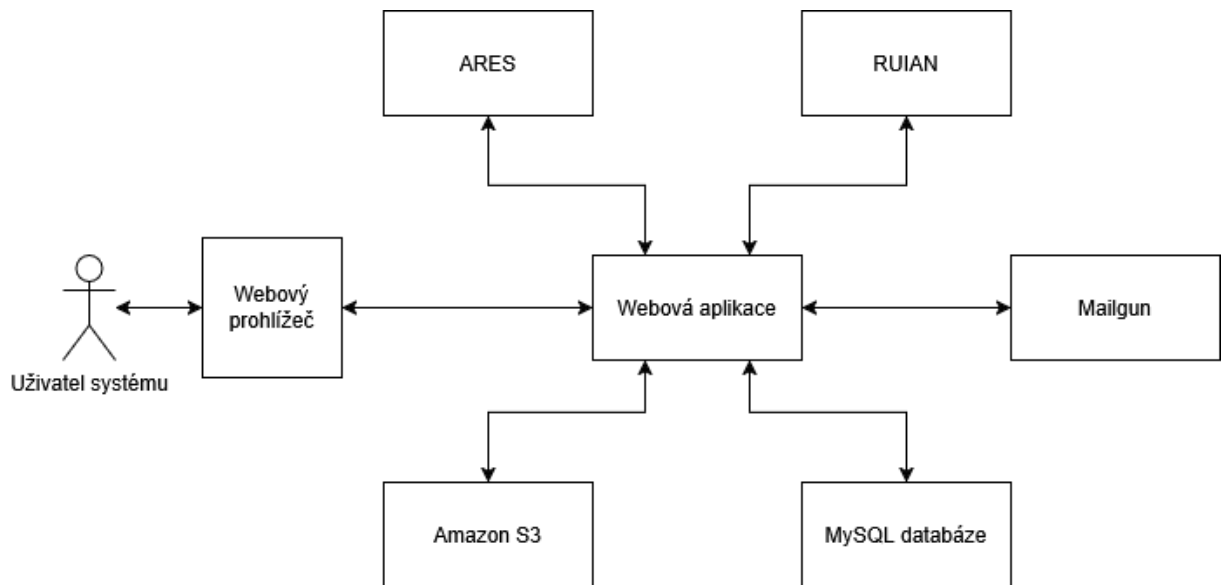 ARES
RUIAN
Webový
prohlížeč
Webová aplikace
Mailgun
Uživatel systému
Amazon S3
MySQL databáze